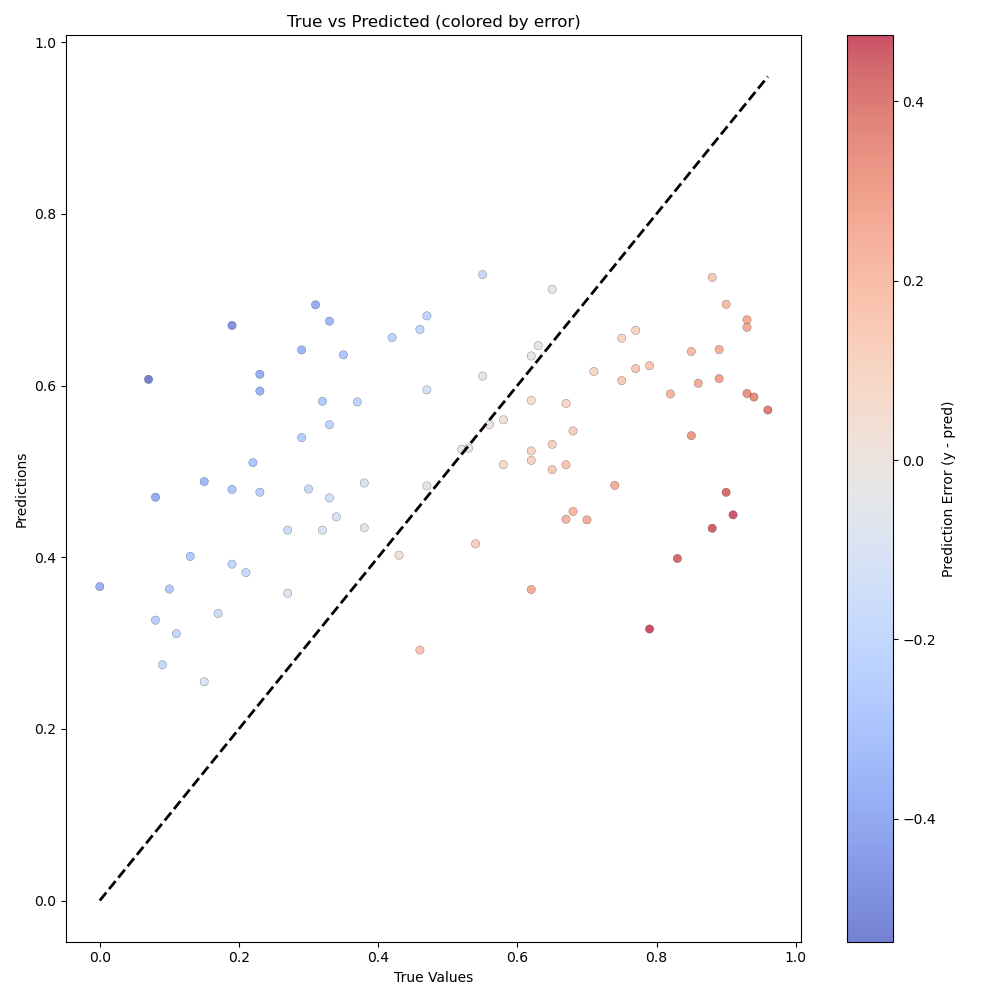 True vs Predicted (colored by error)
1.0
0.8
0.6
0.4
0.2
0.0
Predictions
0.0 0.2 0.4 0.6 0.8 1.0
True Values
0.4
0.2
0.0
−0.2
−0.4
Prediction Error (y - pred)